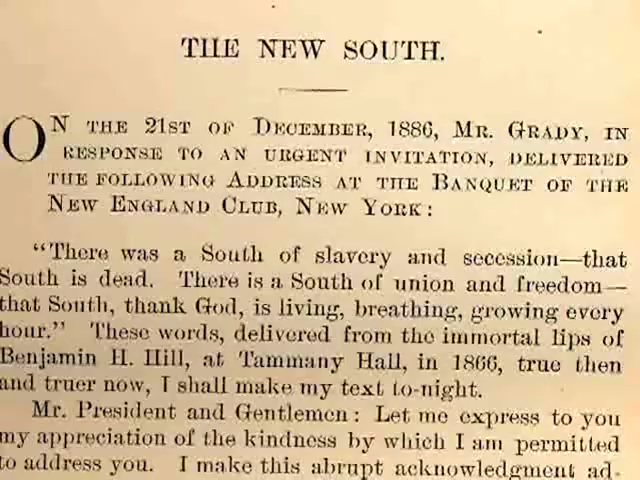 THE NEW SOUTH.
ON THE 21ST OF DECEMBER, 1886, MR. GRADY, IN
RESPONSE TO AN URGENT INVITATION, DELIVERED
THE FOLLOWING ADDRESS AT THE BANQUET OF THE
NEW ENGLAND CLUB, NEW YORK:
"There was a South of slavery and secession—that
South is dead. There is a South of union and freedom—
that South, thank God, is living, breathing, growing every
hour." These words, delivered from the immortal lips of
Benjamin H. Hill, at Tammany Hall, in 1866, true then
and truer now, I shall make my text to-night.
Mr. President and Gentlemen: Let me express to you
my appreciation of the kindness by which I am permitted
to address you. I make this abrupt acknowledgment ad-